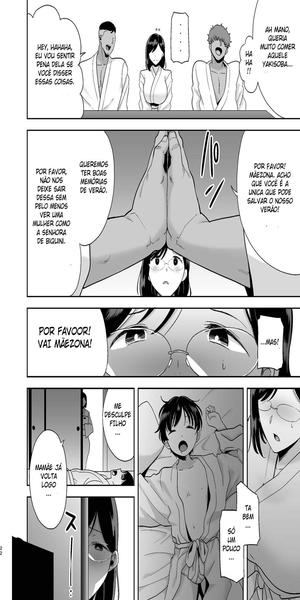 AH MANO,
QUERIA
MUITO COMER
AQUELE
YAKISOBA...
HA
HA
!!
...
HEY, HAHAHA,
EU VOU SENTIR
PENA DELA SE
VOCÊ DISSER
ESSAS COISAS.
POR FAVOR!
MÃEZONA. ACHO
QUE VOCÊ É A
UNICA QUE PODE
SALVAR O NOSSO
VERÃO!
QUEREMOS
TER BOAS
MEMÓRIAS
DE VERÃO.
POR FAVOR,
NÃO NOS
DEIXE SAIR
DESSA SEM
PELO MENOS
VER UMA
MULHER COMO
A SENHORA
DE BIQUINI.
...MAS!
POR FAVOOR!
VAI MÃEZONA!
TA
BEM
...
SÓ
UM
POUCO
...
ME
DESCULPE
FILHO
...
MAMÃE JÁ
VOLTA
LOGO
...